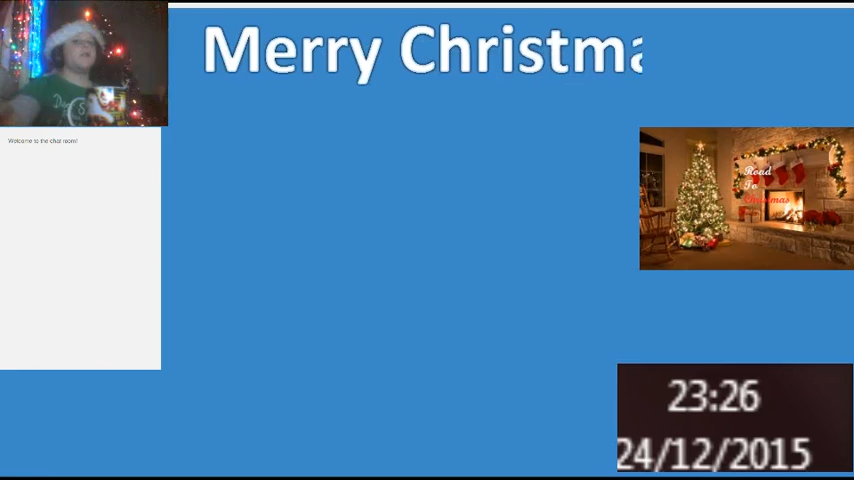 Merry Christma
Welcome to the chat room!
Road
To
Christmas
23:26
24/12/2015